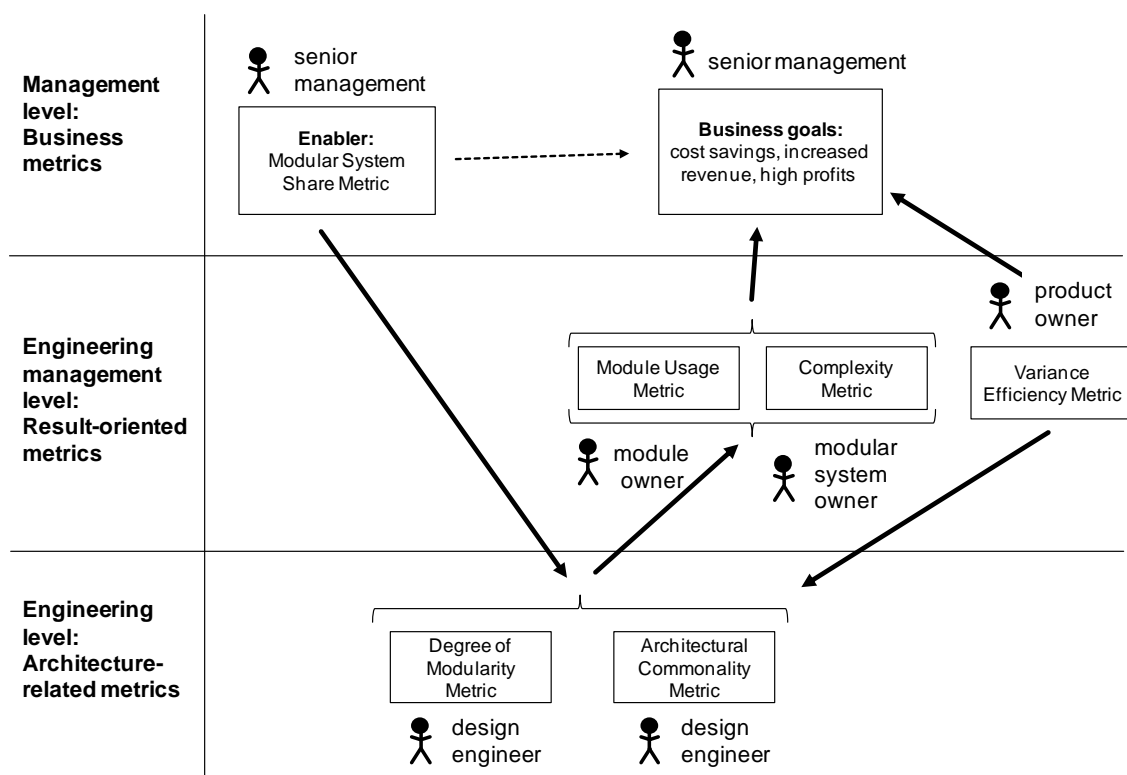 Management
level:
Business
metrics
senior
management
Enabler:
Modular System
Share Metric
senior management
Business goals:
cost savings, increased
revenue, high profits
Engineering
management
level:
Result-oriented
metrics
Module Usage
Metric
Complexity
Metric
product
owner
Variance
Efficiency Metric
module
owner
modular
system
owner
Engineering
level:
Architecture-
related metrics
Degree of
Modularity
Metric
Architectural
Commonality
Metric
design
engineer
design
engineer